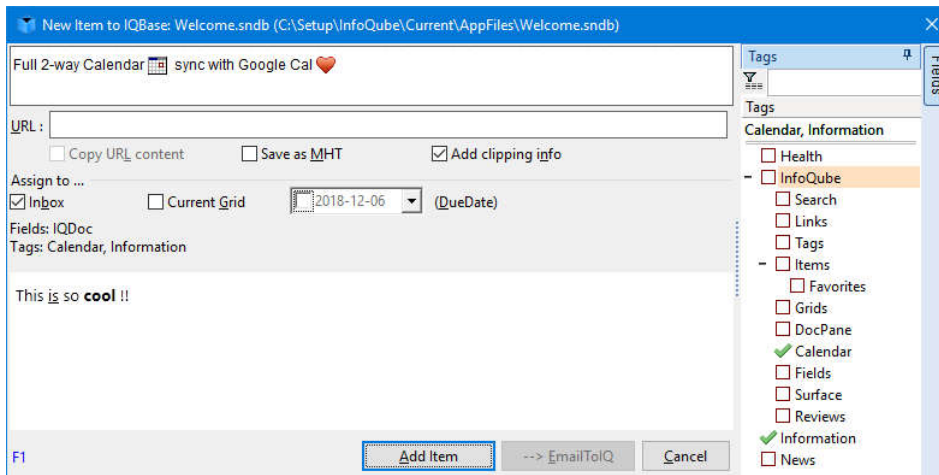 New Item to IQBase: Welcome.sndb (C:\Setup\InfoQube\Current\AppFiles\Welcome.sndb)
Full 2-way Calendar sync with Google Cal
URL :
Copy URL content
Save as MHT
Add clipping info
Assign to ...
Inbox
Current Grid
2018-12-06
(DueDate)
Fields: IQDoc
Tags: Calendar, Information
This is so cool !!
F1
Add Item
--> EmailToIQ
Cancel
Tags
Fields
Tags
Calendar, Information
Health
InfoQube
Search
Links
Tags
Items
Favorites
Grids
DocPane
Calendar
Fields
Surface
Reviews
Information
News